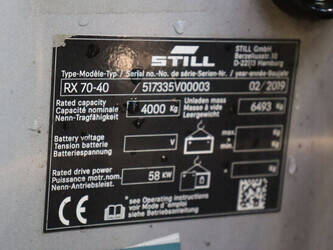 STILL
STILL GmbH
Berzeliusstr.10
D-22113 Hamburg
Type-Modèle-Typ / Serial no.-No. de série-Serien-Nr. / year-année-Baujahr
RX 70-40 / 517335V00003 02/2019
Rated capacity
Capacité nominale
Nenn-Tragfähigkeit
4000 Kg
Unladen mass
Masse à vide
Leergewicht
6493 Kg
Battery voltage
Tension batterie
Batteriespannung
V
max Kg
min Kg
Rated drive power
Puissance motr.nom.
Nenn-Antriebsleist.
58 KW
CE
see Operating instructions
voir Mode d'emploi
siehe Betriebsanleitung